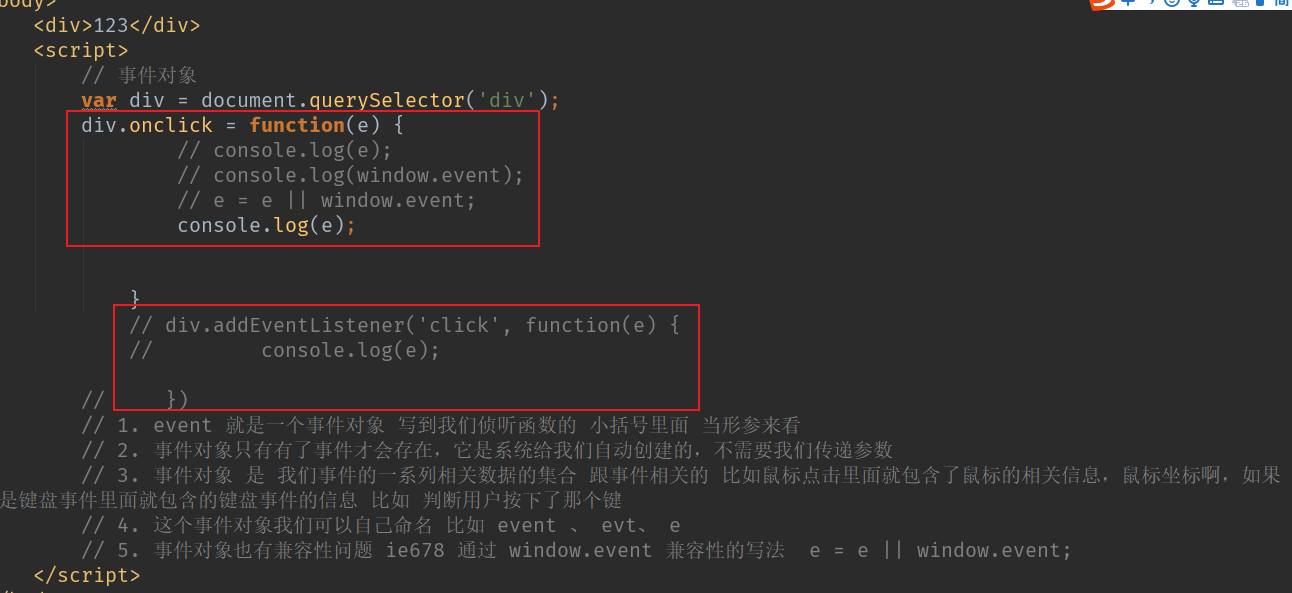 body>
<div>123</div>
<script>
// 事件对象
var div = document.querySelector('div');
div.onclick = function(e) {
// console.log(e);
// console.log(window.event);
// e = e || window.event;
console.log(e);
}
// div.addEventListener('click', function(e) {
// console.log(e);
// })
// 1. event 就是一个事件对象 写到我们侦听函数的 小括号里面 当形参来看
// 2. 事件对象只有有了事件才会存在，它是系统给我们自动创建的，不需要我们传递参数
// 3. 事件对象 是 我们事件的一系列相关数据的集合 跟事件相关的 比如鼠标点击里面就包含了鼠标的相关信息，鼠标坐标啊，如果
是键盘事件里面就包含的键盘事件的信息 比如 判断用户按下了那个键
// 4. 这个事件对象我们可以自己命名 比如 event 、 evt、 e
// 5. 事件对象也有兼容性问题 ie678 通过 window.event 兼容性的写法 e = e || window.event;
</script>